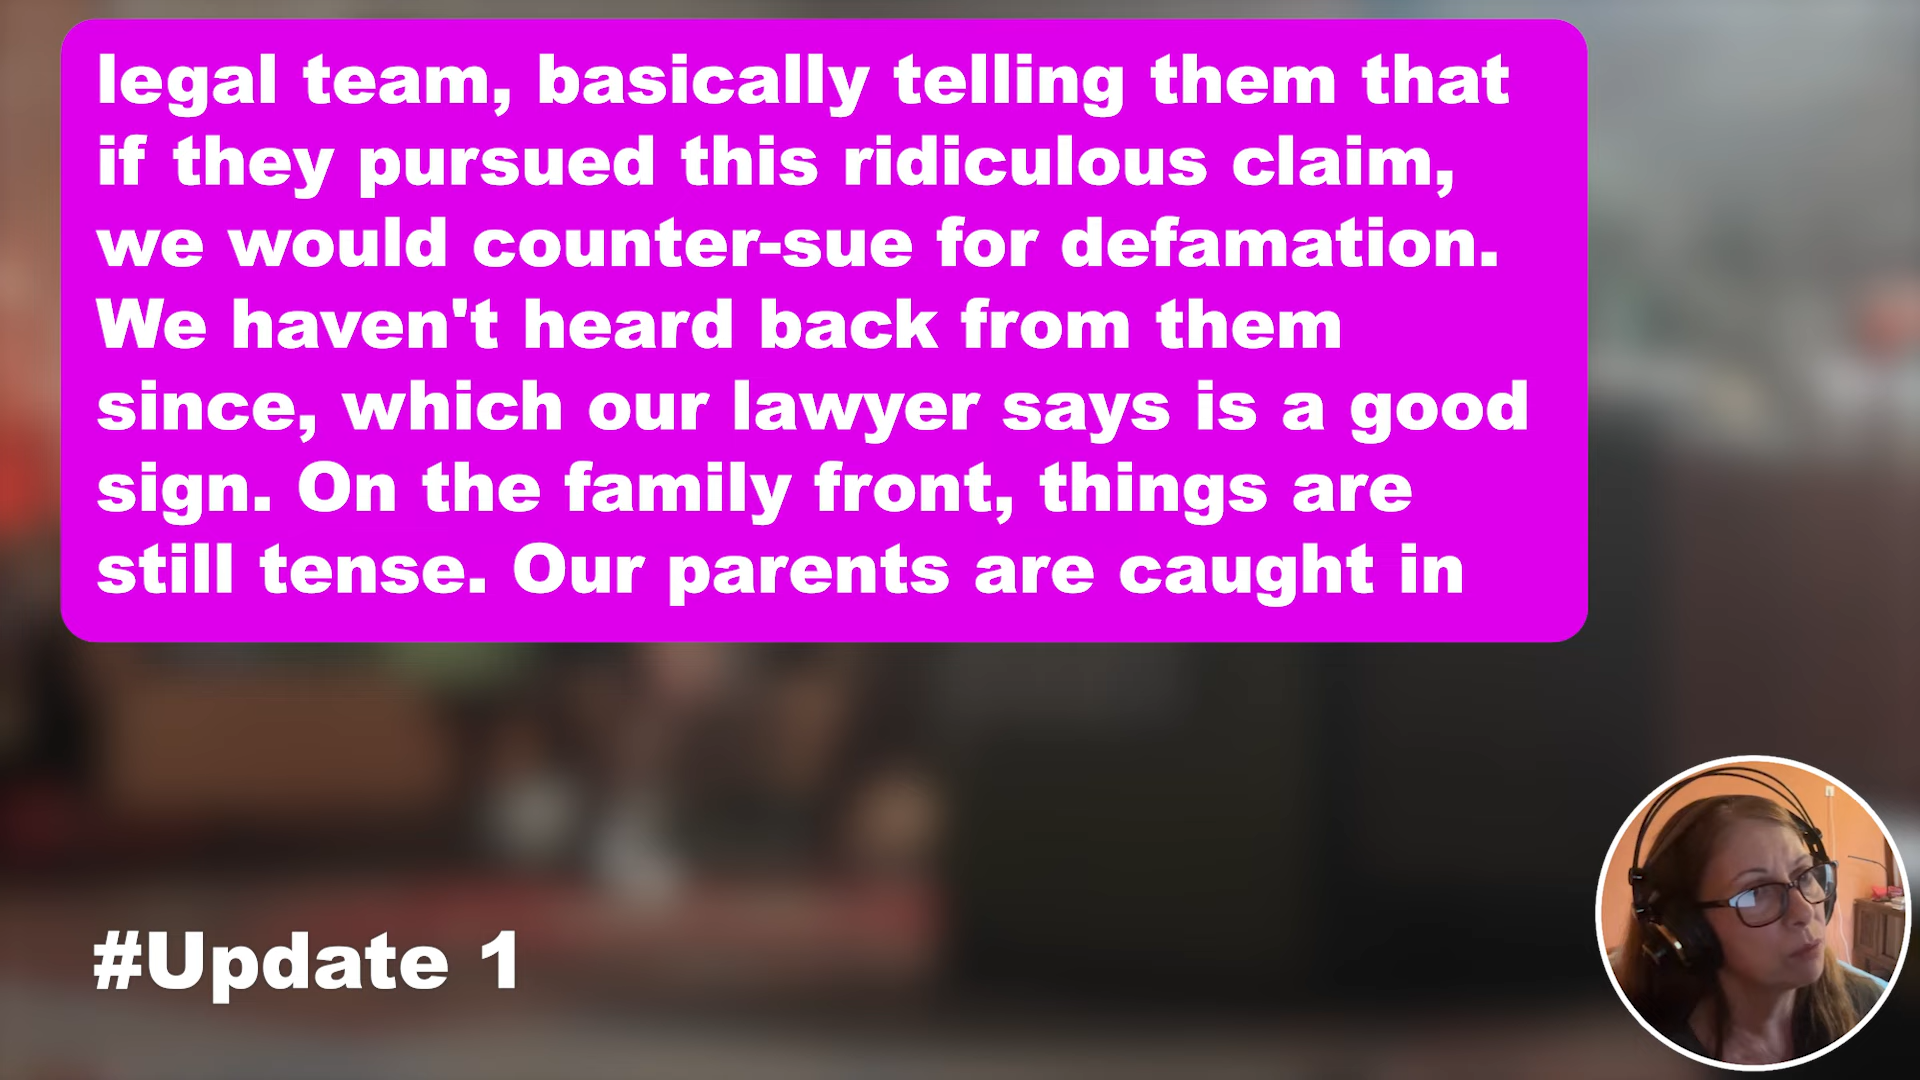 legal team, basically telling them that
if they pursued this ridiculous claim,
we would counter-sue for defamation.
We haven't heard back from them
since, which our lawyer says is a good
sign. On the family front, things are
still tense. Our parents are caught in
#Update 1